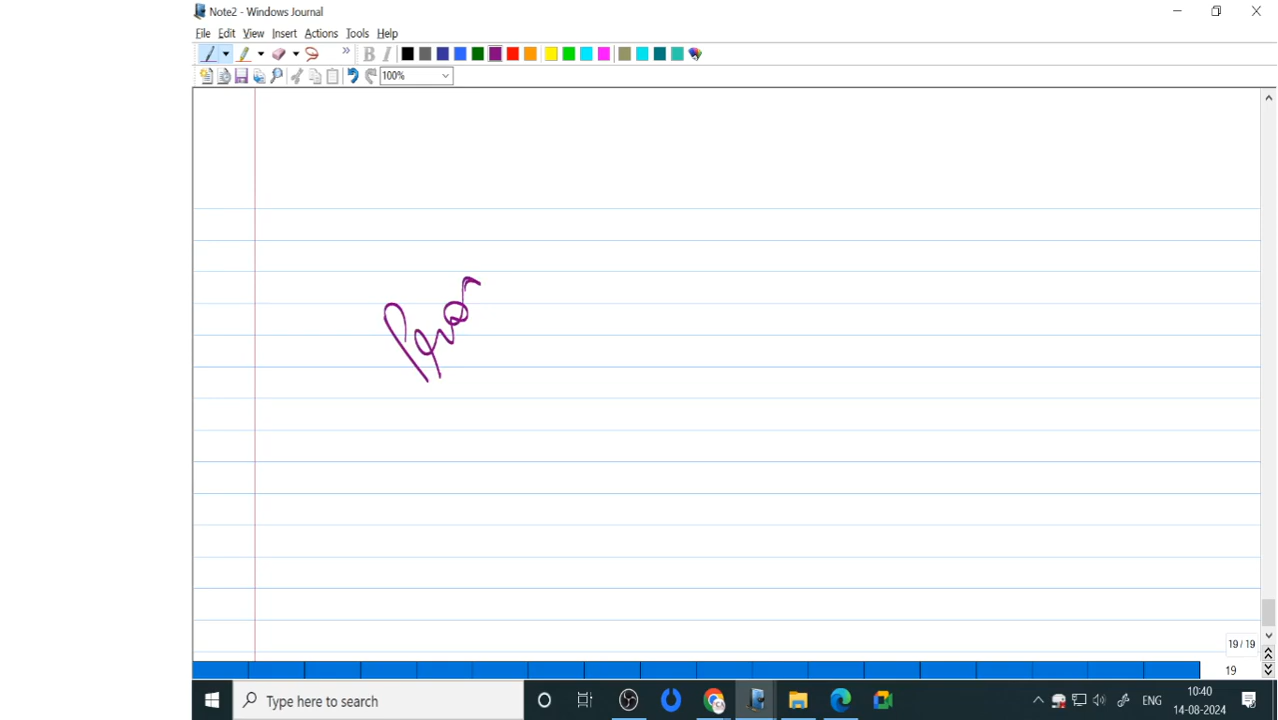 Note2 - Windows Journal
File Edit View Insert Actions Tools Help
B I
100%
19 / 19
19
Type here to search
ENG
10:40
14-08-2024